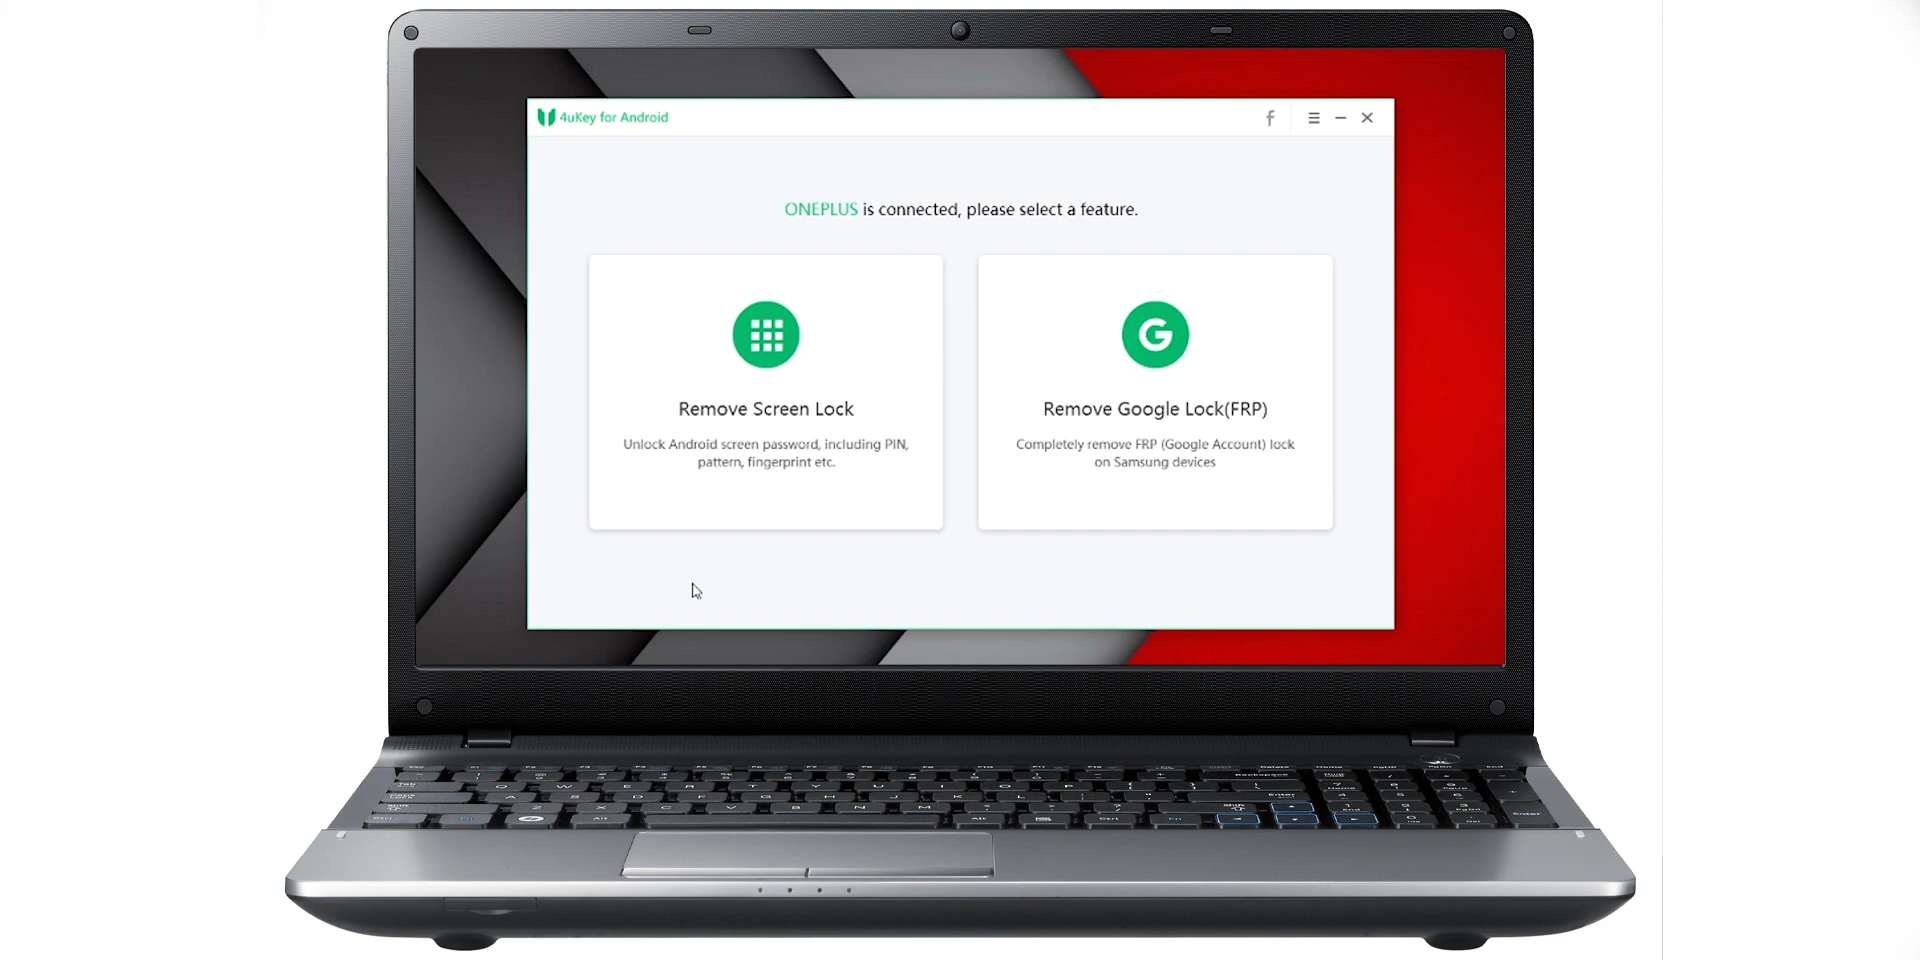 4uKey for Android
ONEPLUS is connected, please select a feature.
Remove Screen Lock
Unlock Android screen password, including PIN,
pattern, fingerprint etc.
Remove Google Lock(FRP)
Completely remove FRP (Google Account) lock
on Samsung devices